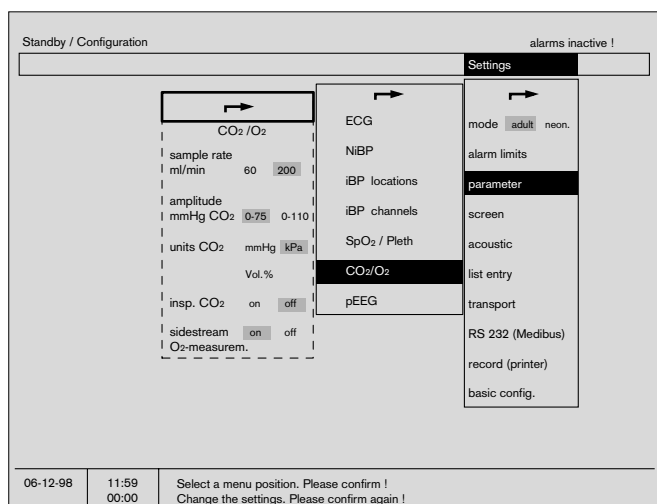 Standby / Configuration
alarms inactive !
Settings
CO₂ /O₂
sample rate
ml/min 60 200
amplitude
mmHg CO₂ 0-75 0-110
units CO₂ mmHg kPa
Vol.%
insp. CO₂ on off
sidestream on off
O₂-measurem.
ECG
NiBP
iBP locations
iBP channels
SpO₂ / Pleth
CO₂/O₂
pEEG
mode adult neon.
alarm limits
parameter
screen
acoustic
list entry
transport
RS 232 (Medibus)
record (printer)
basic config.
06-12-98
11:59
00:00
Select a menu position. Please confirm !
Change the settings. Please confirm again !